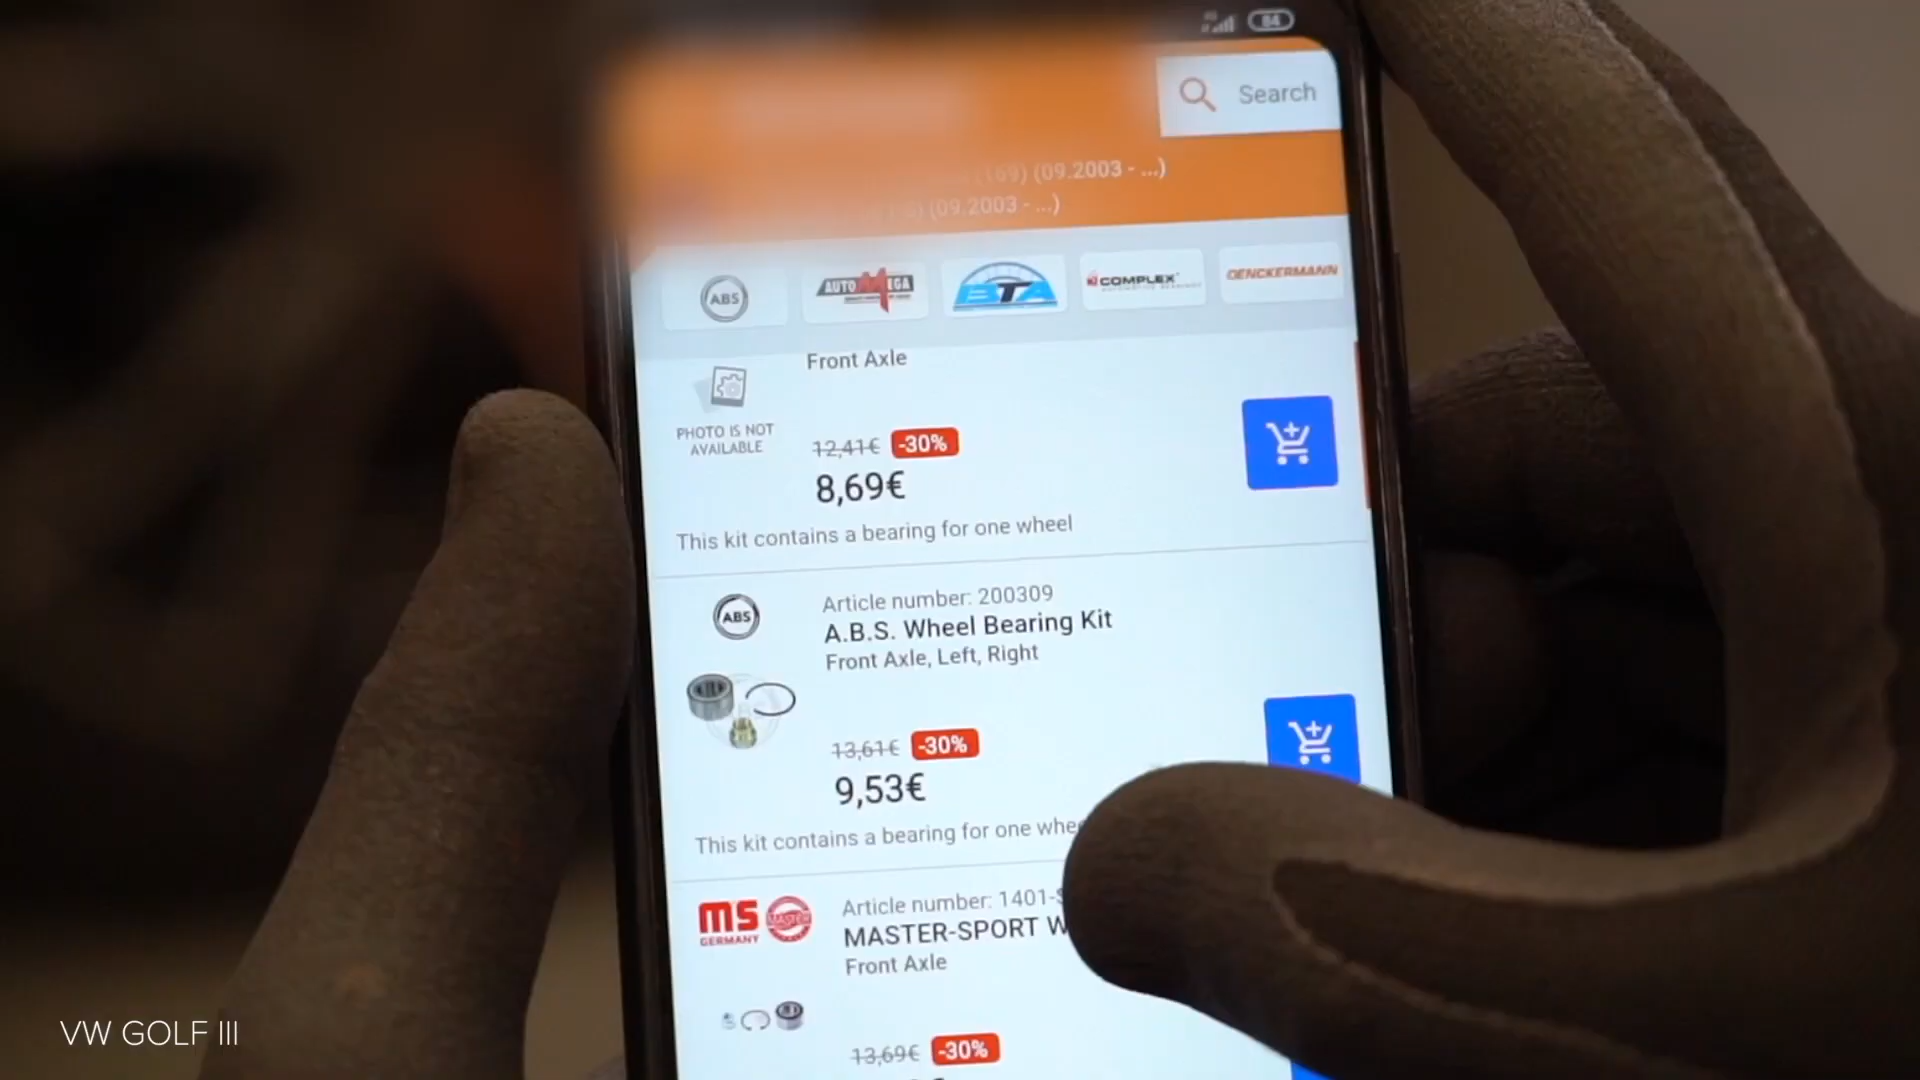 84
Search
(169) (09.2003 - ...)
(09.2003 - ...)
ABS
AUTOMEGA
BTA
COMPLEX
DENCKERMANN
Front Axle
PHOTO IS NOT
AVAILABLE
12,41€ -30%
8,69€
This kit contains a bearing for one wheel
ABS
Article number: 200309
A.B.S. Wheel Bearing Kit
Front Axle, Left, Right
13,61€ -30%
9,53€
This kit contains a bearing for one whee
MS
GERMANY
MASTER
Article number: 1401-S
MASTER-SPORT W
Front Axle
13,69€ -30%
VW GOLF III